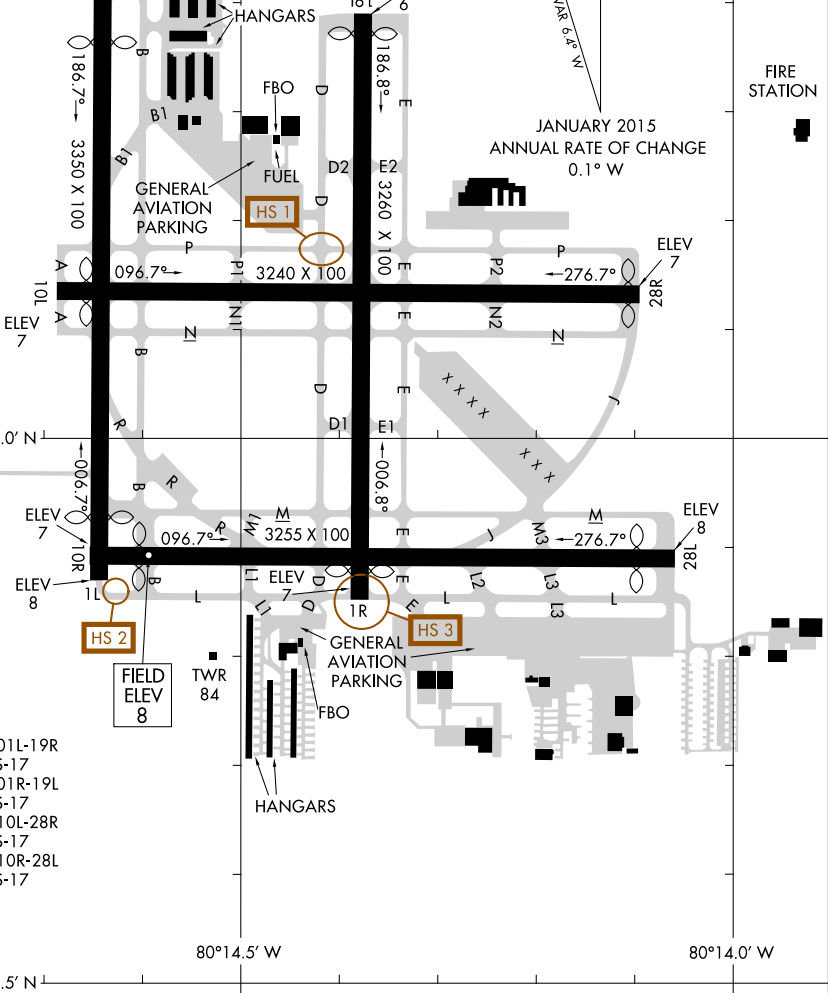 HANGARS
B
186.7°
3350 X 100
B1
B1
FBO
FUEL
GENERAL
AVIATION
PARKING
HS 1
D
D2
D
186.8°
E
E2
3260 X 100
VAR 6.4° W
JANUARY 2015
ANNUAL RATE OF CHANGE
0.1° W
FIRE
STATION
P
P
ELEV
7
A
096.7°
P1
3240 X 100
E
P2
276.7°
10L
28R
ELEV
7
A
N
N1
E
N2
N
B
D
E
J
X X X X
R
D1
E1
.0' N
X X X
006.7°
R
006.8°
B
ELEV
7
R
M1
M
M
ELEV
8
096.7°
3255 X 100
J
M3
276.7°
10R
28L
ELEV
8
1L
B
L
L1
L1
ELEV
7
D
D
E
E
1R
E
L
L2
L3
L3
L
HS 2
HS 3
FIELD
ELEV
8
TWR
84
GENERAL
AVIATION
PARKING
FBO
HANGARS
01L-19R
S-17
01R-19L
S-17
10L-28R
S-17
10R-28L
S-17
80°14.5' W
80°14.0' W
.5' N